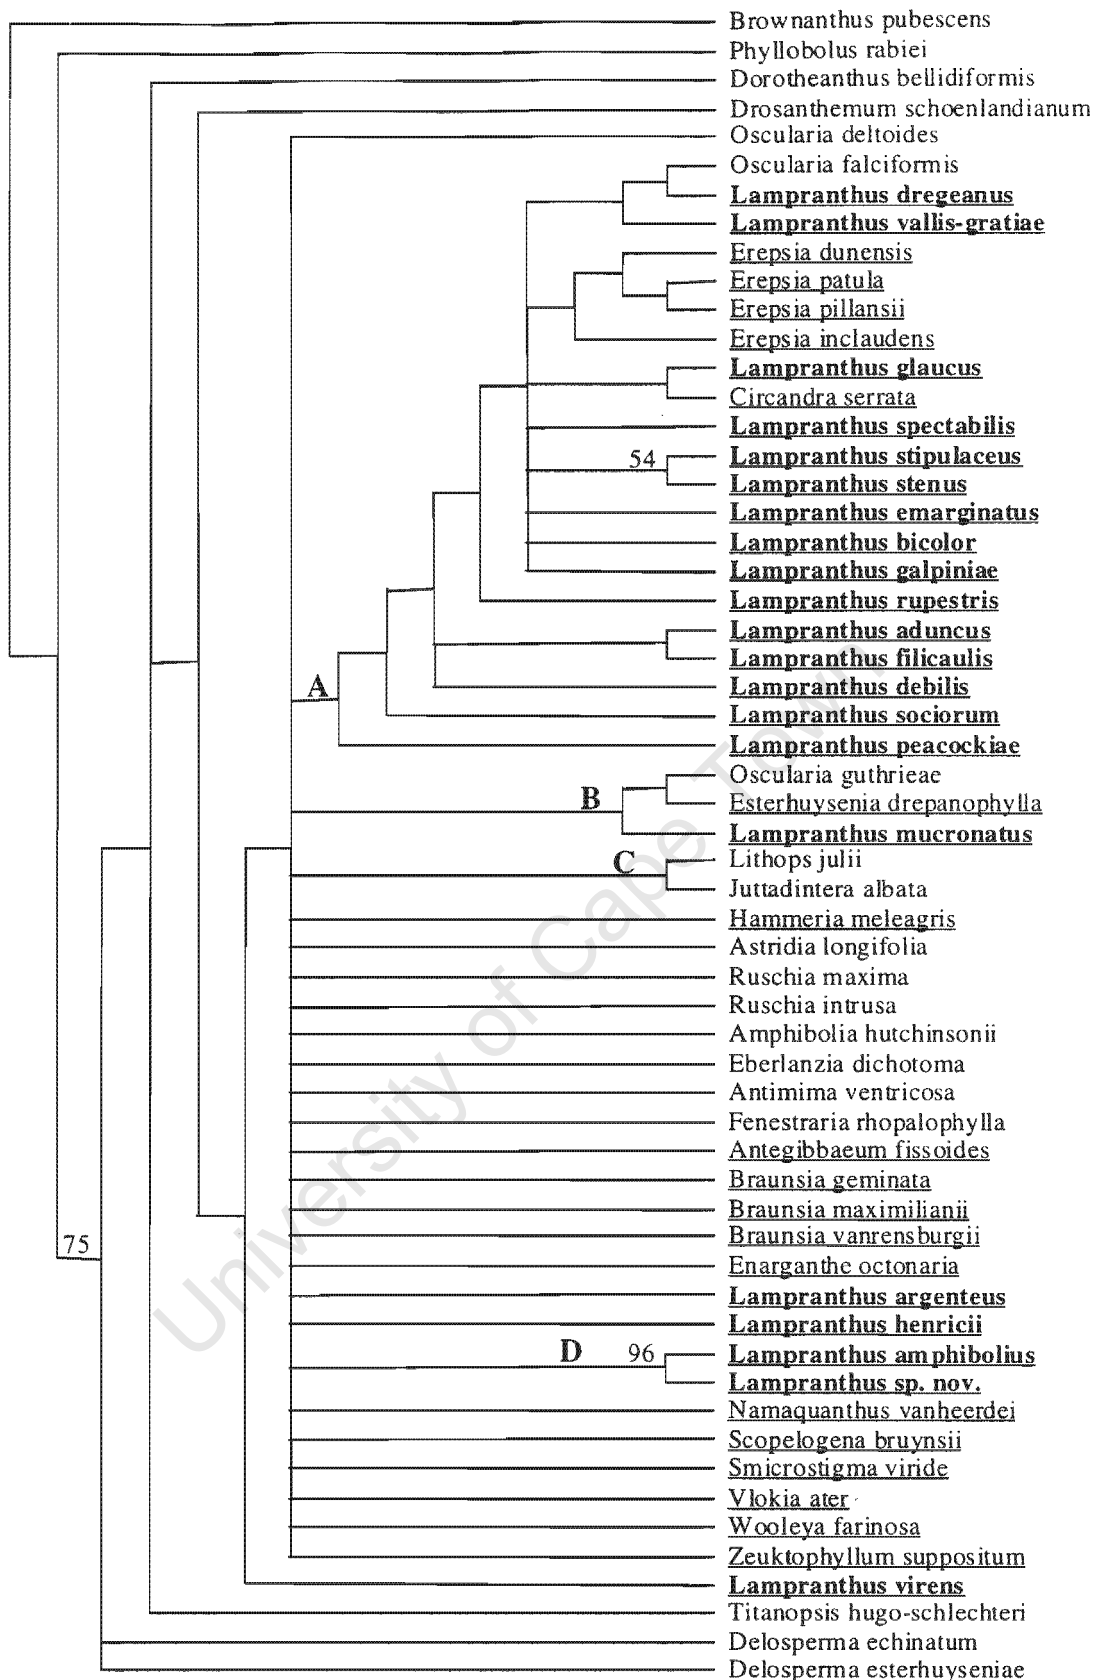 Brownanthus pubescens
Phyllobolus rabiei
Dorotheanthus bellidiformis
Drosanthemum schoenlandianum
Oscularia deltoides
Oscularia falciformis
Lampranthus dregeanus
Lampranthus vallis-gratiae
Erepsia dunensis
Erepsia patula
Erepsia pillansii
Erepsia inclaudens
Lampranthus glaucus
Circandra serrata
Lampranthus spectabilis
54 Lampranthus stipulaceus
Lampranthus stenus
Lampranthus emarginatus
Lampranthus bicolor
Lampranthus galpiniae
Lampranthus rupestris
Lampranthus aduncus
Lampranthus filicaulis
A Lampranthus debilis
Lampranthus sociorum
Lampranthus peacockiae
Oscularia guthrieae
B Esterhuysenia drepanophylla
Lampranthus mucronatus
C Lithops julii
Juttadintera albata
Hammeria meleagris
Astridia longifolia
Ruschia maxima
Ruschia intrusa
Amphibolia hutchinsonii
Eberlanzia dichotoma
Antimima ventricosa
Fenestraria rhopalophylla
Antegibbaeum fissoides
Braunsia geminata
Braunsia maximilianii
75 Braunsia vanrensburgii
Enarganthe octonaria
Lampranthus argenteus
Lampranthus henricii
D 96 Lampranthus amphibolius
Lampranthus sp. nov.
Namaquanthus vanheerdei
Scopelogena bruynsii
Smicrostigma viride
Vlokia ater
Wooleya farinosa
Zeuktophyllum suppositum
Lampranthus virens
Titanopsis hugo-schlechteri
Delosperma echinatum
Delosperma esterhuyseniae
University of Cape Town